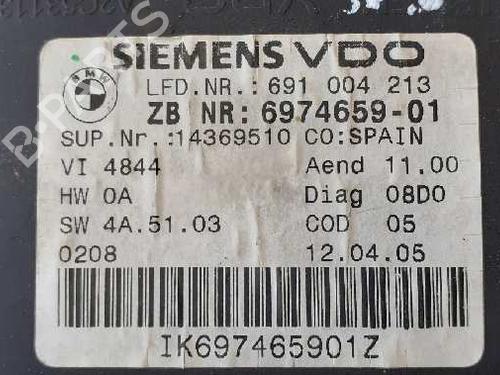 BMW
SIEMENS VDO
LFD.NR.: 691 004 213
ZB NR: 6974659-01
SUP.Nr.:14369510 CO:SPAIN
VI 4844 Aend 11.00
HW 0A Diag 08D0
SW 4A.51.03 COD 05
0208 12.04.05
IK697465901Z
B-PARTS